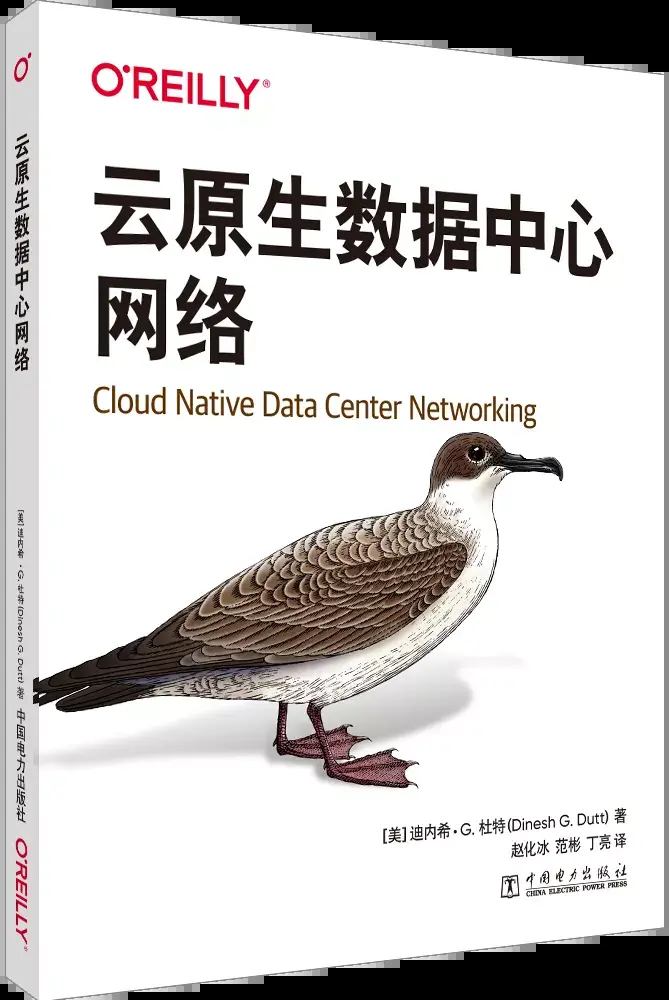 O'REILLY®
云原生数据中心
网络
Cloud Native Data Center Networking
[美]迪内希·G. 杜特(Dinesh G. Dutt) 著
赵化冰 范彬 丁亮 译
中国电力出版社
CHINA ELECTRIC POWER PRESS
云原生数据中心网络
[美]迪内希·G. 杜特(Dinesh G. Dutt) 著
中国电力出版社
O'REILLY®